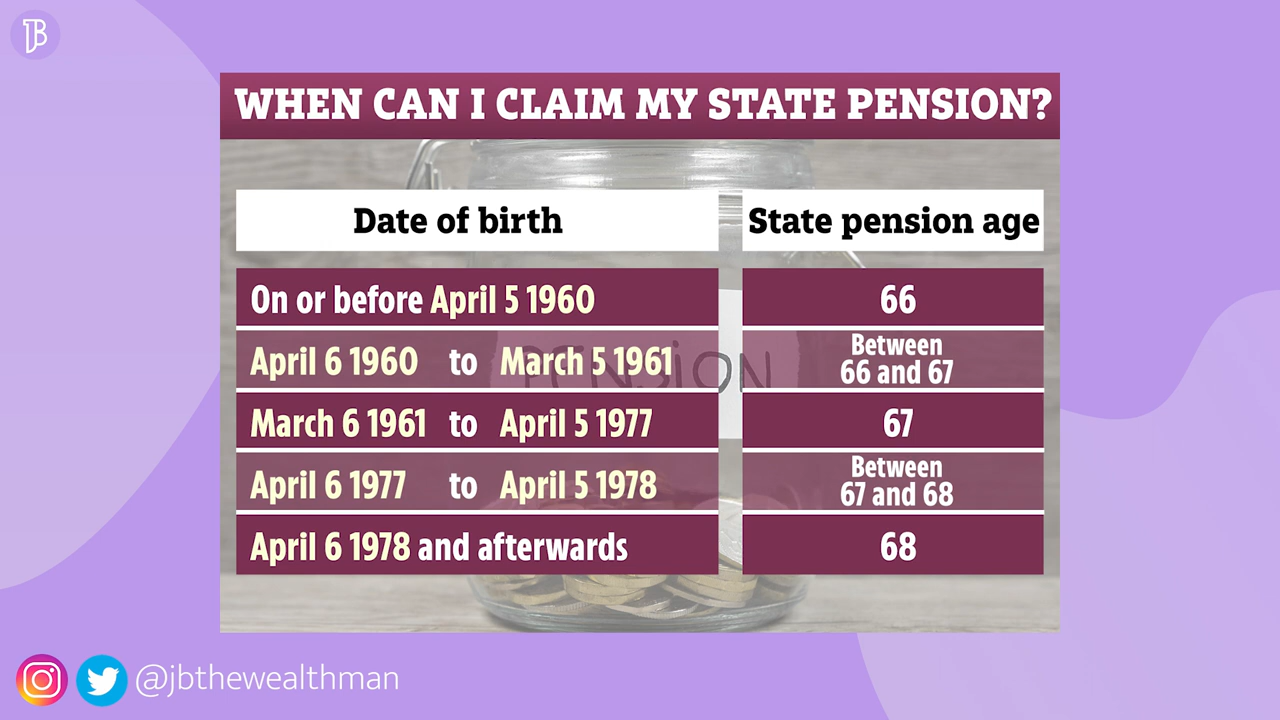 JB
WHEN CAN I CLAIM MY STATE PENSION?
Date of birth State pension age
On or before April 5 1960 66
April 6 1960 to March 5 1961 Between 66 and 67
March 6 1961 to April 5 1977 67
April 6 1977 to April 5 1978 Between 67 and 68
April 6 1978 and afterwards 68
PENSION
@jbthewealthman